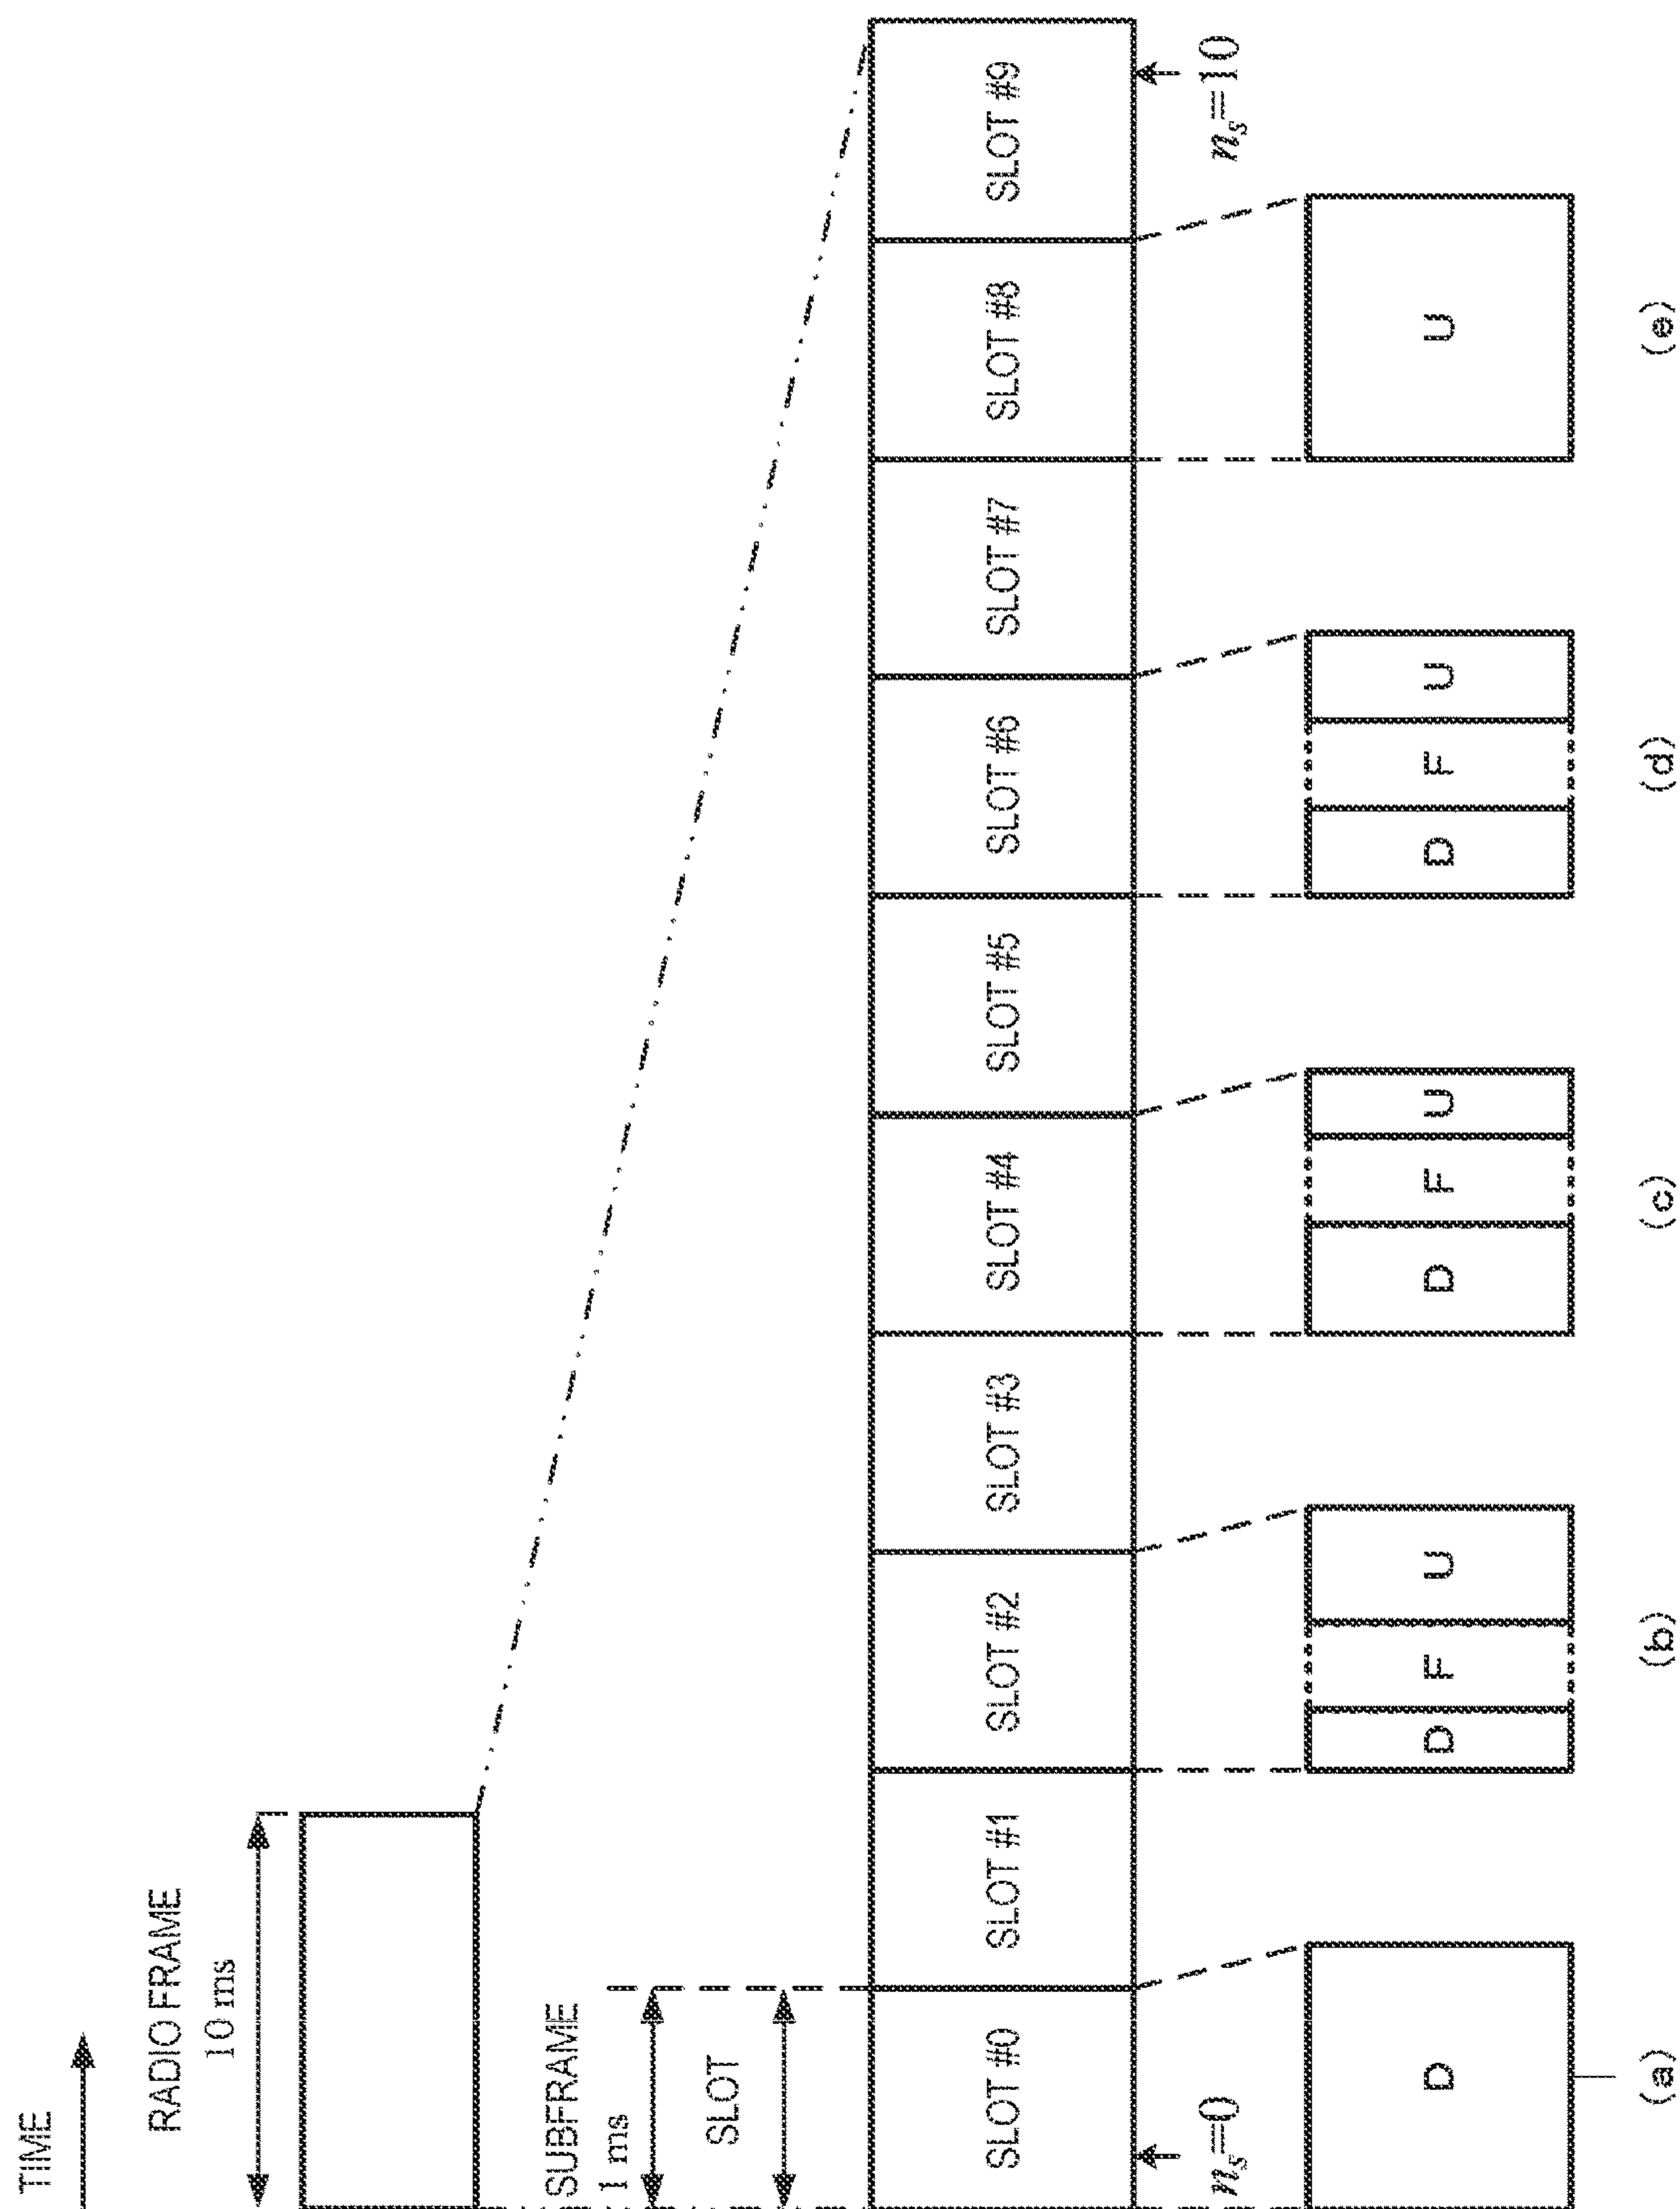 TIME
RADIO FRAME
10 ms
SUBFRAME
1 ms
SLOT
SLOT #0
SLOT #1
SLOT #2
SLOT #3
SLOT #4
SLOT #5
SLOT #6
SLOT #7
SLOT #8
SLOT #9
nₛ=0
nₛ=10
D
D F U
D F U
D F U
U
(a)
(b)
(c)
(d)
(e)